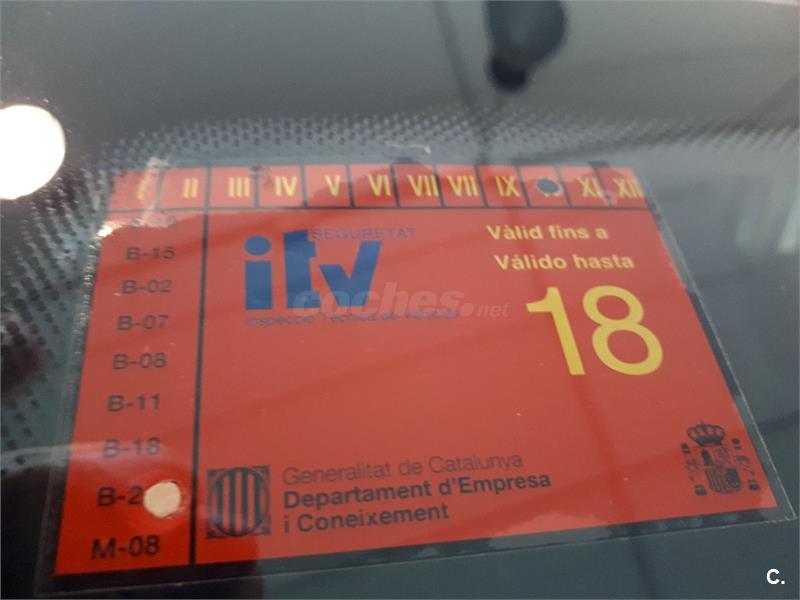 I II III IV V VI VII VII IX XI XII
B-15
B-02
B-07
B-08
B-11
B-18
M-08
SEGURETAT
itv
Inspecció Tècnica de
Vàlid fins a
Válido hasta
18
coches.net
Generalitat de Catalunya
Departament d'Empresa
i Coneixement
C.